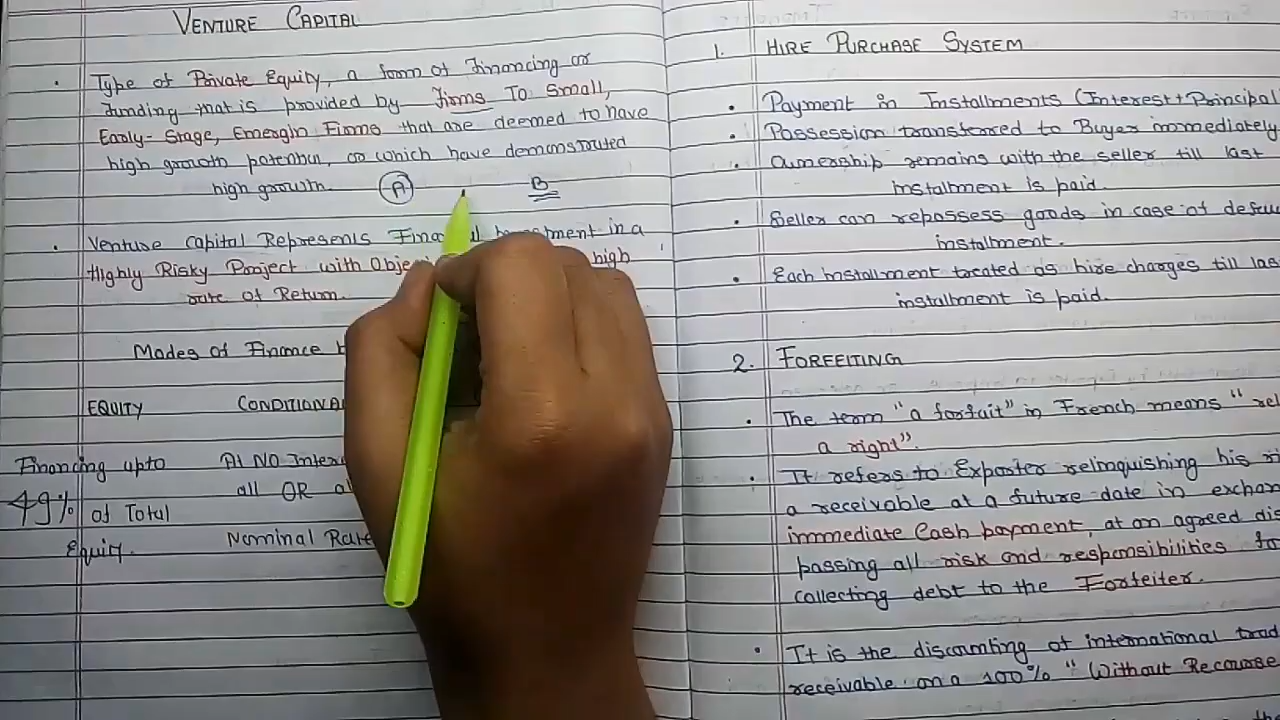 VENTURE CAPITAL
. Type of Private Equity, a form of Financing or
Funding that is provided by Firms To Small,
Early-Stage, Emergin Firms that are deemed to have
high growth or which have demonstrated
high growth. A B
. Venture Capital Represents in a
Highly Risky Project with high
rate of Return.
Modes of Finance
EQUITY
Financing upto At NO
49% of Total all OR
Equity. Nominal
1. HIRE PURCHASE SYSTEM
. Payment in Installments (Interest+Principal
. Possession transferred to Buyer immediately
. Ownership remains with the seller till last
installment is paid.
. Seller can repossess goods in case of
instalment.
. Each installment treated as hire charges till
installment is paid.
2. FORFEITING
. The term "a forfait" in French means
a right".
. It refers to Exporter relinquishing his
a receivable at a future date in
immediate Cash payment, at an agreed
passing all risk and responsibilities
collecting debt to the Forfeiter.
. It is the discounting of international
receivable on a 100% "Without Recourse